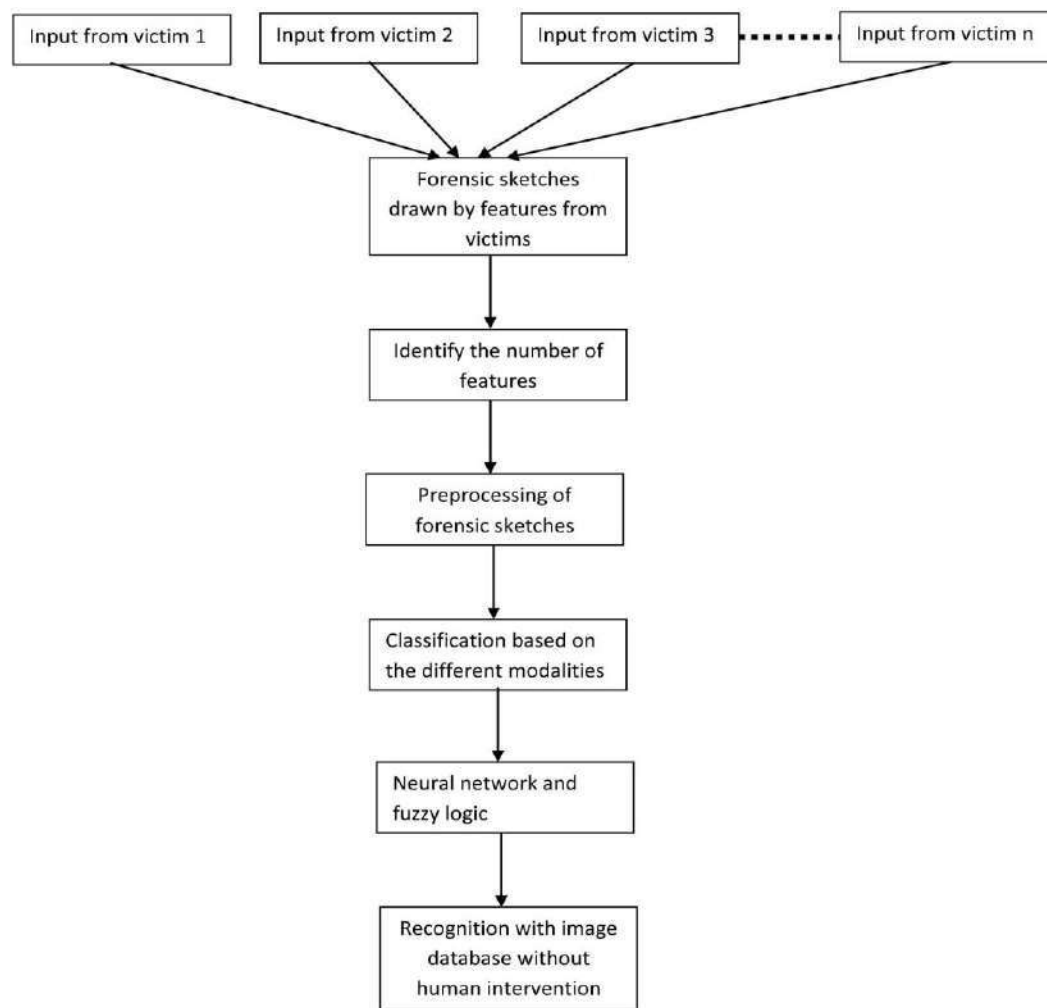 Input from victim 1
Input from victim 2
Input from victim 3
Input from victim n
Forensic sketches
drawn by features from
victims
Identify the number of
features
Preprocessing of
forensic sketches
Classification based on
the different modalities
Neural network and
fuzzy logic
Recognition with image
database without
human intervention